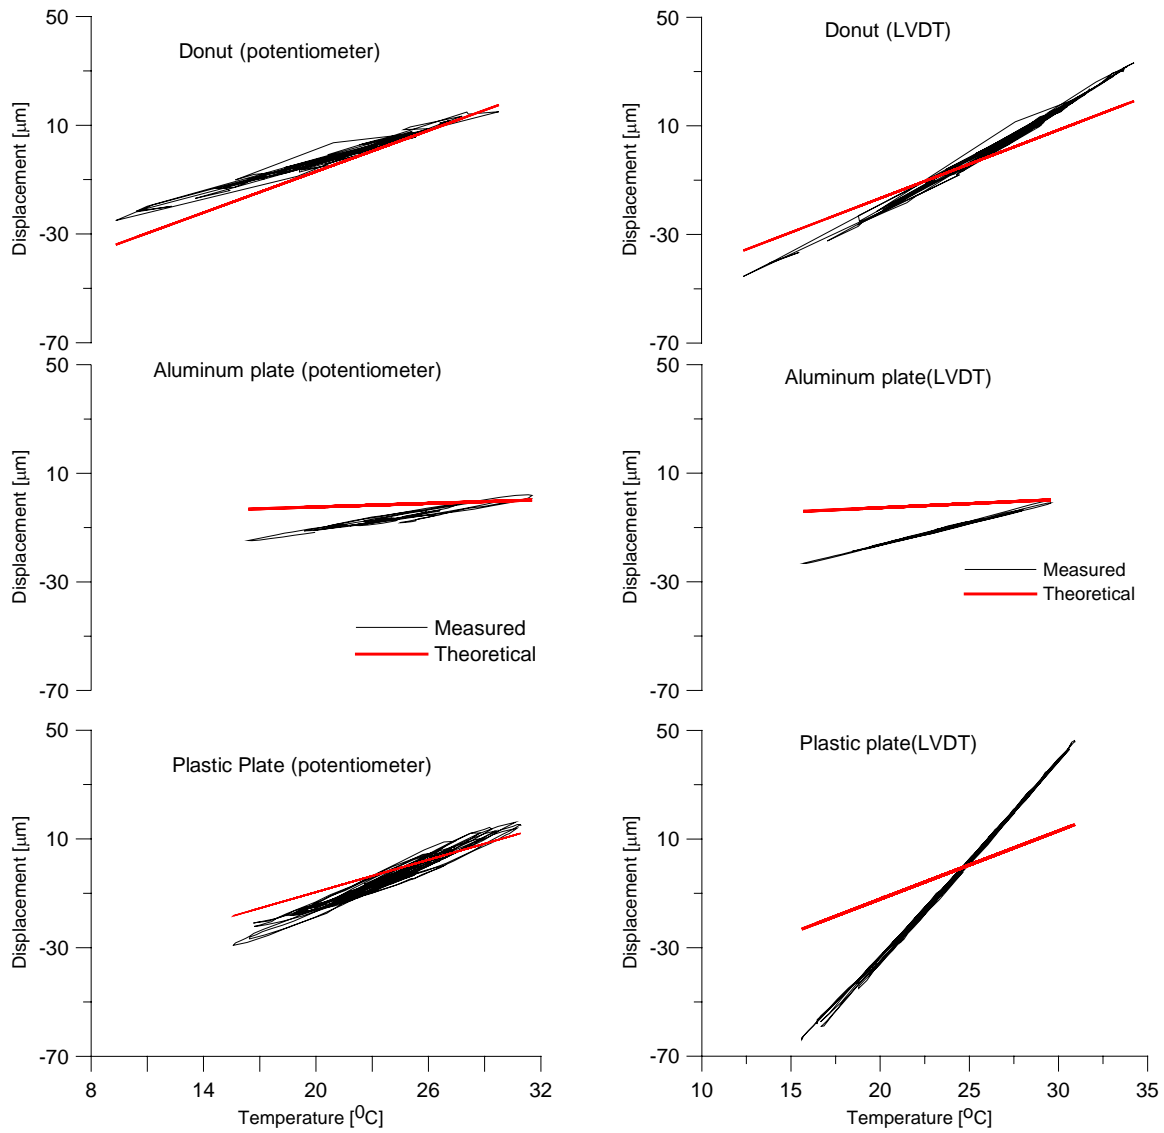 50
10
-30
-70
Displacement [μm]
Donut (potentiometer)
50
10
-30
-70
Displacement [μm]
Donut (LVDT)
50
10
-30
-70
Displacement [μm]
Aluminum plate (potentiometer)
Measured
Theoretical
50
10
-30
-70
Displacement [μm]
Aluminum plate(LVDT)
Measured
Theoretical
50
10
-30
-70
Displacement [μm]
Plastic Plate (potentiometer)
8 14 20 26 32
Temperature [⁰C]
50
10
-30
-70
Displacement [μm]
Plastic plate(LVDT)
10 15 20 25 30 35
Temperature [ºC]